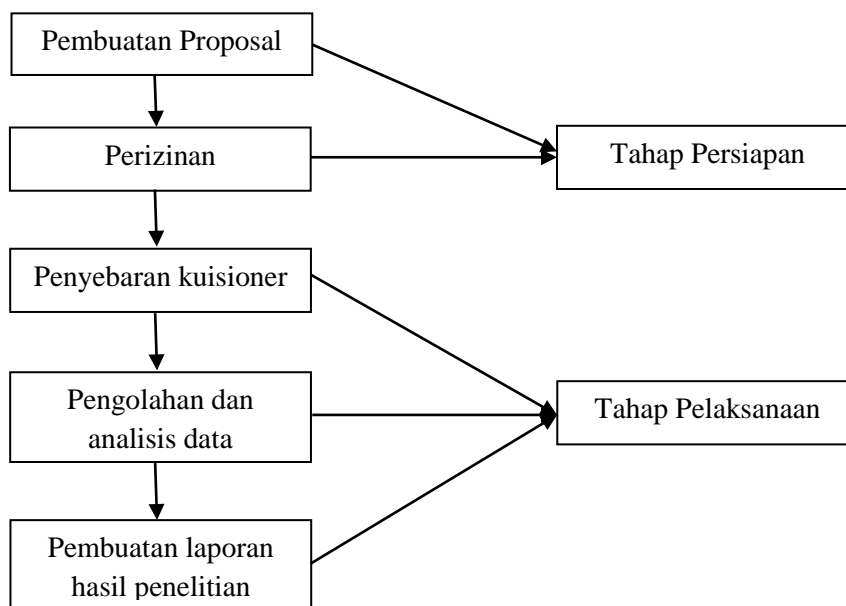 Pembuatan Proposal
Perizinan
Tahap Persiapan
Penyebaran kuisioner
Pengolahan dan
analisis data
Tahap Pelaksanaan
Pembuatan laporan
hasil penelitian